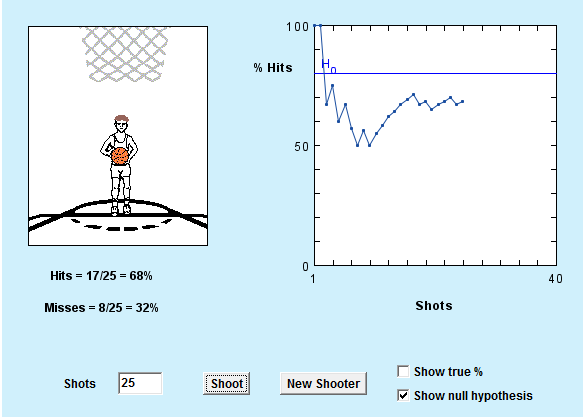 100
% Hits
H0
50
0
1
40
Shots
Hits = 17/25 = 68%
Misses = 8/25 = 32%
Shots
25
Shoot
New Shooter
Show true %
Show null hypothesis